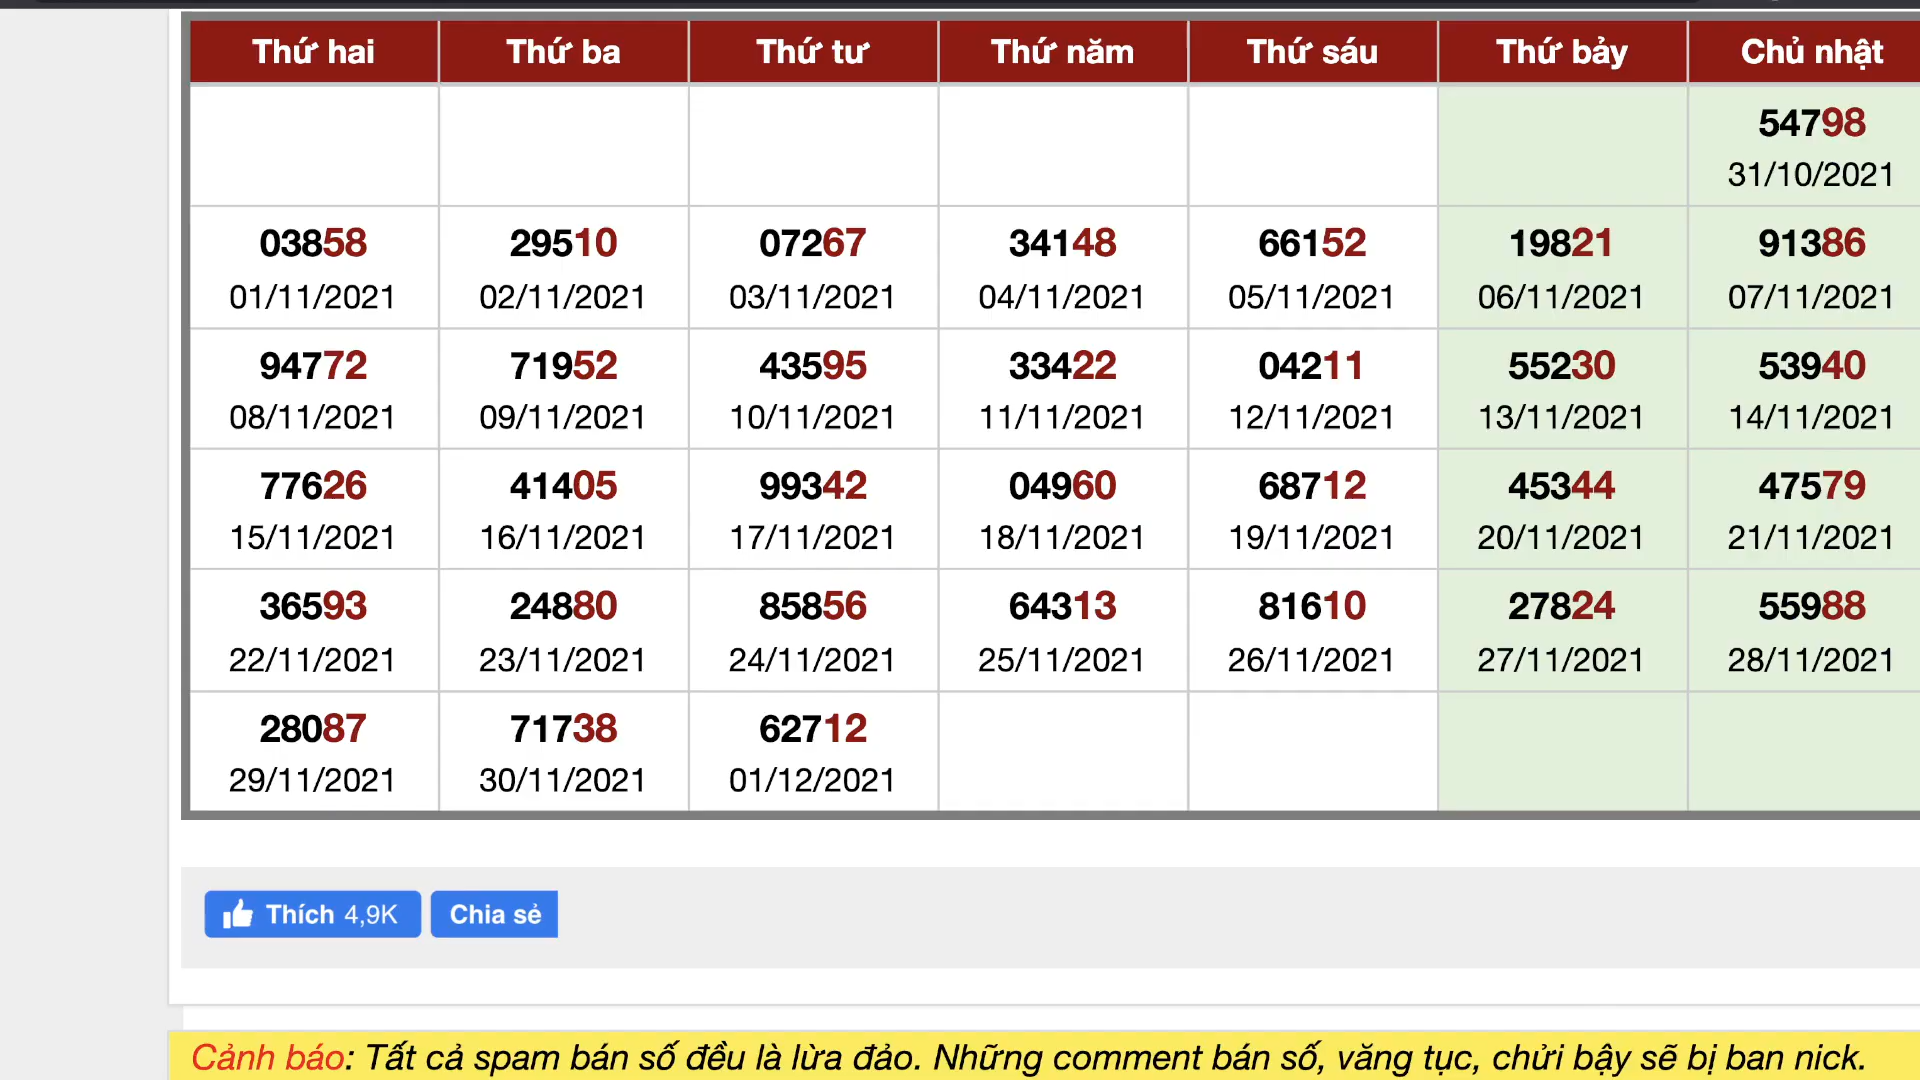 Thứ hai Thứ ba Thứ tư Thứ năm Thứ sáu Thứ bảy Chủ nhật
54798
31/10/2021
03858 29510 07267 34148 66152 19821 91386
01/11/2021 02/11/2021 03/11/2021 04/11/2021 05/11/2021 06/11/2021 07/11/2021
94772 71952 43595 33422 04211 55230 53940
08/11/2021 09/11/2021 10/11/2021 11/11/2021 12/11/2021 13/11/2021 14/11/2021
77626 41405 99342 04960 68712 45344 47579
15/11/2021 16/11/2021 17/11/2021 18/11/2021 19/11/2021 20/11/2021 21/11/2021
36593 24880 85856 64313 81610 27824 55988
22/11/2021 23/11/2021 24/11/2021 25/11/2021 26/11/2021 27/11/2021 28/11/2021
28087 71738 62712
29/11/2021 30/11/2021 01/12/2021
Thích 4,9K Chia sẻ
Cảnh báo: Tất cả spam bán số đều là lừa đảo. Những comment bán số, văng tục, chửi bậy sẽ bị ban nick.